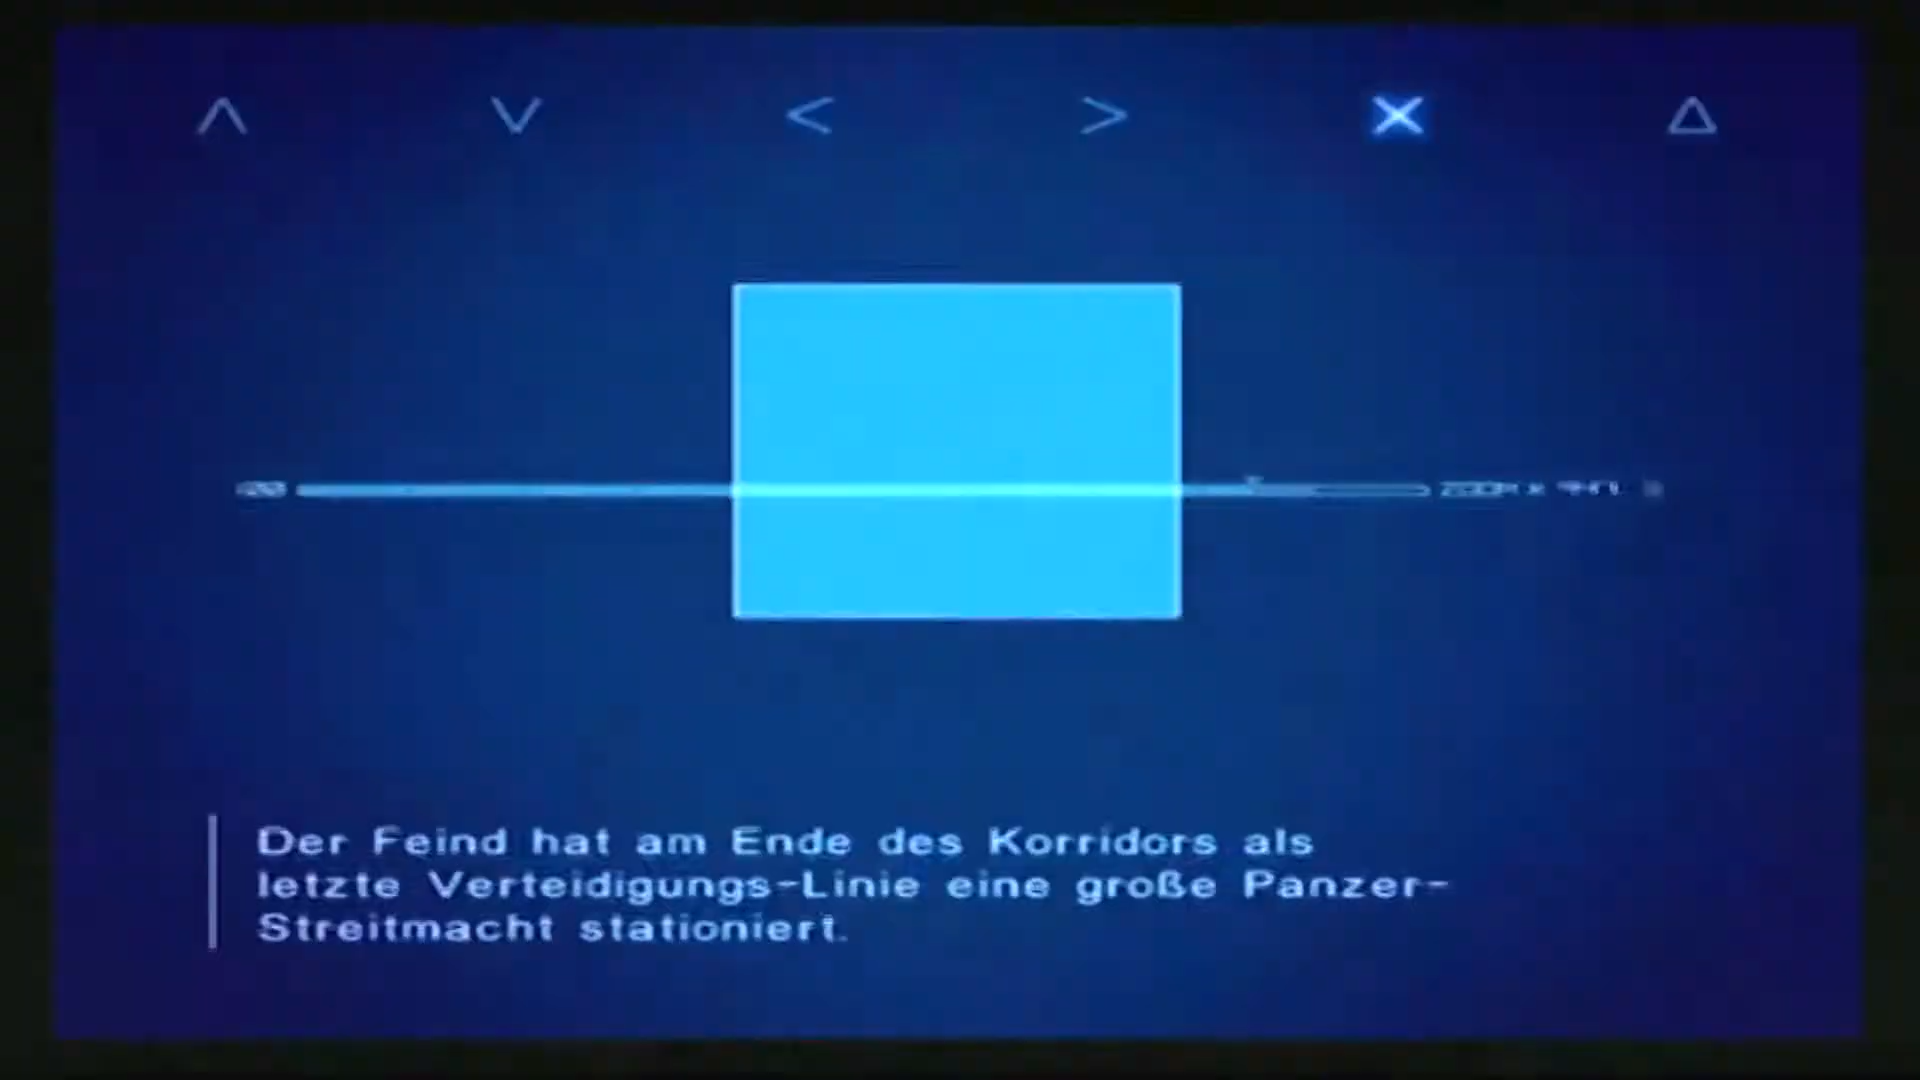 Der Feind hat am Ende des Korridors als
letzte Verteidigungs-Linie eine große Panzer-
Streitmacht stationiert.